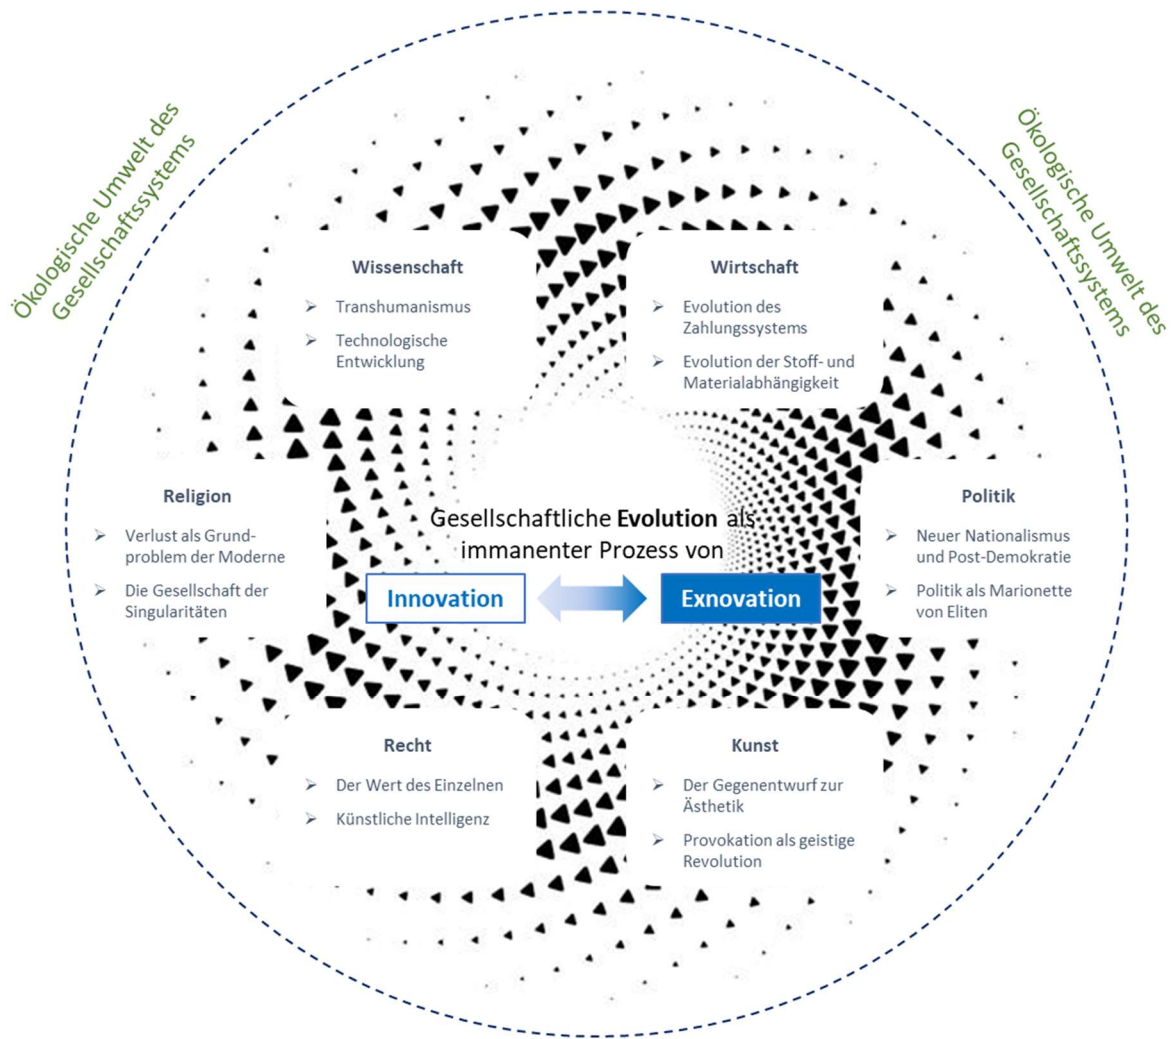 Ökologische Umwelt des
Gesellschaftssystems
Ökologische Umwelt des
Gesellschaftssystems
Wissenschaft
Transhumanismus
Technologische
Entwicklung
Wirtschaft
Evolution des
Zahlungssystems
Evolution der Stoff- und
Materialabhängigkeit
Religion
Verlust als Grund-
problem der Moderne
Die Gesellschaft der
Singularitäten
Gesellschaftliche Evolution als
immanenter Prozess von
Innovation
Exnovation
Politik
Neuer Nationalismus
und Post-Demokratie
Politik als Marionette
von Eliten
Recht
Der Wert des Einzelnen
Künstliche Intelligenz
Kunst
Der Gegenentwurf zur
Ästhetik
Provokation als geistige
Revolution